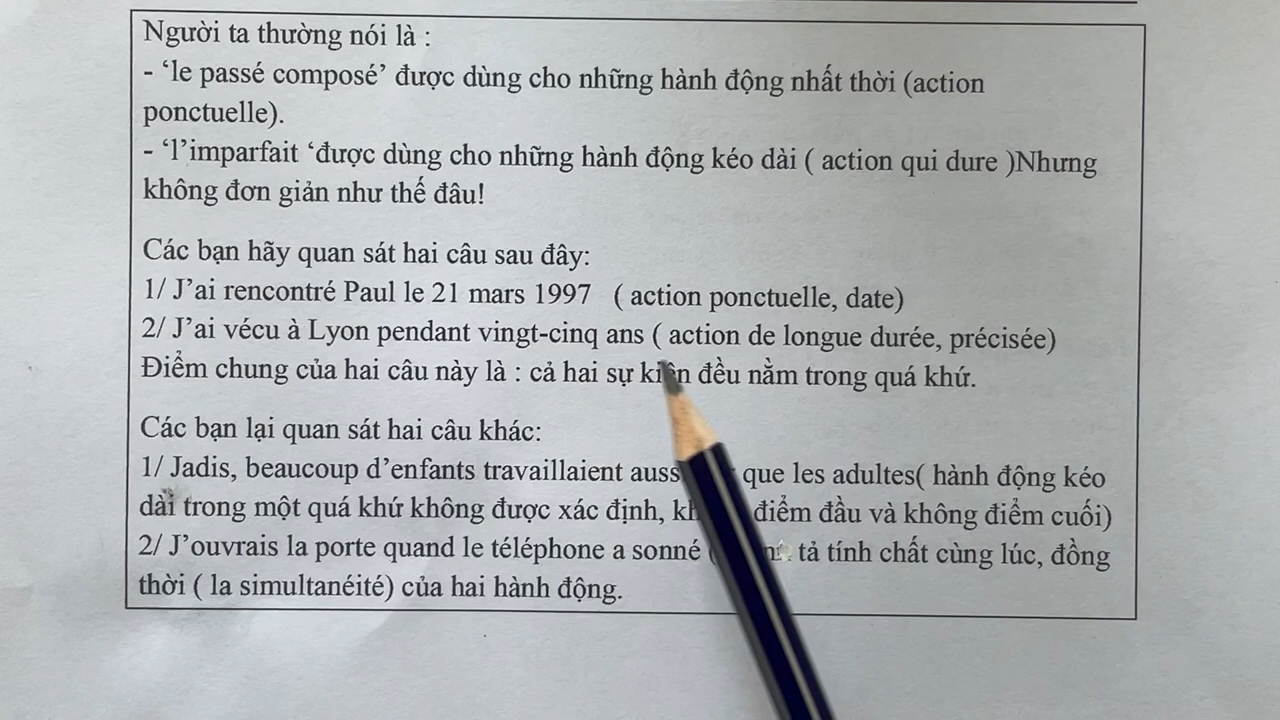 Người ta thường nói là :
- ‘le passé composé’ được dùng cho những hành động nhất thời (action
ponctuelle).
- ‘l’imparfait ‘được dùng cho những hành động kéo dài ( action qui dure )Nhưng
không đơn giản như thế đâu!
Các bạn hãy quan sát hai câu sau đây:
1/ J’ai rencontré Paul le 21 mars 1997 ( action ponctuelle, date)
2/ J’ai vécu à Lyon pendant vingt-cinq ans ( action de longue durée, précisée)
Điểm chung của hai câu này là : cả hai sự kiện đều nằm trong quá khứ.
Các bạn lại quan sát hai câu khác:
1/ Jadis, beaucoup d’enfants travaillaient que les adultes( hành động kéo
dài trong một quá khứ không được xác định, điểm đầu và không điểm cuối)
2/ J’ouvrais la porte quand le téléphone a sonné tả tính chất cùng lúc, đồng
thời ( la simultanéité) của hai hành động.